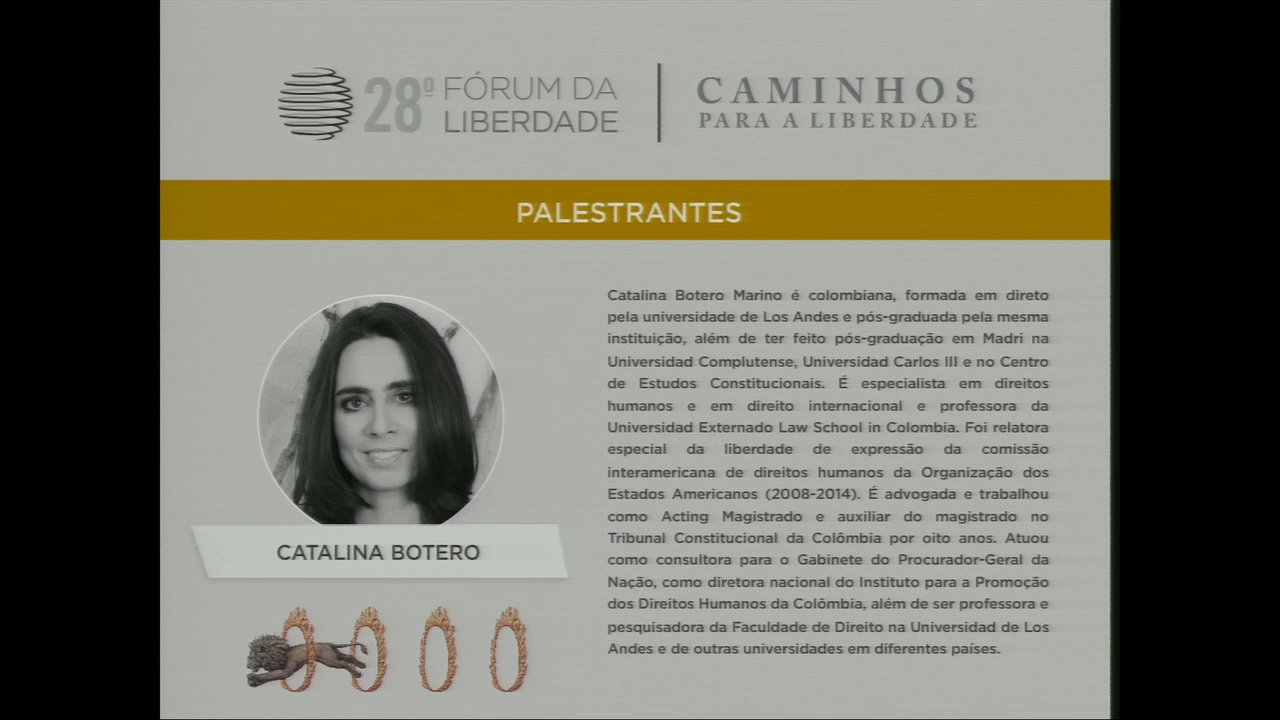 28º FÓRUM DA
LIBERDADE
CAMINHOS
PARA A LIBERDADE
PALESTRANTES
Catalina Botero Marino é colombiana, formada em direto
pela universidade de Los Andes e pós-graduada pela mesma
instituição, além de ter feito pós-graduação em Madri na
Universidad Complutense, Universidad Carlos III e no Centro
de Estudos Constitucionais. É especialista em direitos
humanos e em direito internacional e professora da
Universidad Externado Law School in Colombia. Foi relatora
especial da liberdade de expressão da comissão
interamericana de direitos humanos da Organização dos
Estados Americanos (2008-2014). É advogada e trabalhou
como Acting Magistrado e auxiliar do magistrado no
Tribunal Constitucional da Colômbia por oito anos. Atuou
como consultora para o Gabinete do Procurador-Geral da
Nação, como diretora nacional do Instituto para a Promoção
dos Direitos Humanos da Colômbia, além de ser professora e
pesquisadora da Faculdade de Direito na Universidad de Los
Andes e de outras universidades em diferentes países.
CATALINA BOTERO